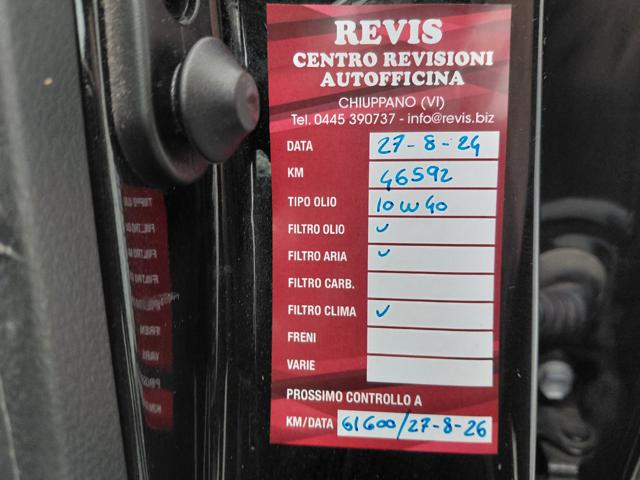 REVIS
CENTRO REVISIONI
AUTOFFICINA
CHIUPPANO (VI)
Tel. 0445 390737 - info@revis.biz
DATA 27-8-24
KM 46592
TIPO OLIO 10W40
FILTRO OLIO ✓
FILTRO ARIA ✓
FILTRO CARB.
FILTRO CLIMA ✓
FRENI
VARIE
PROSSIMO CONTROLLO A
KM/DATA 61600/27-8-26